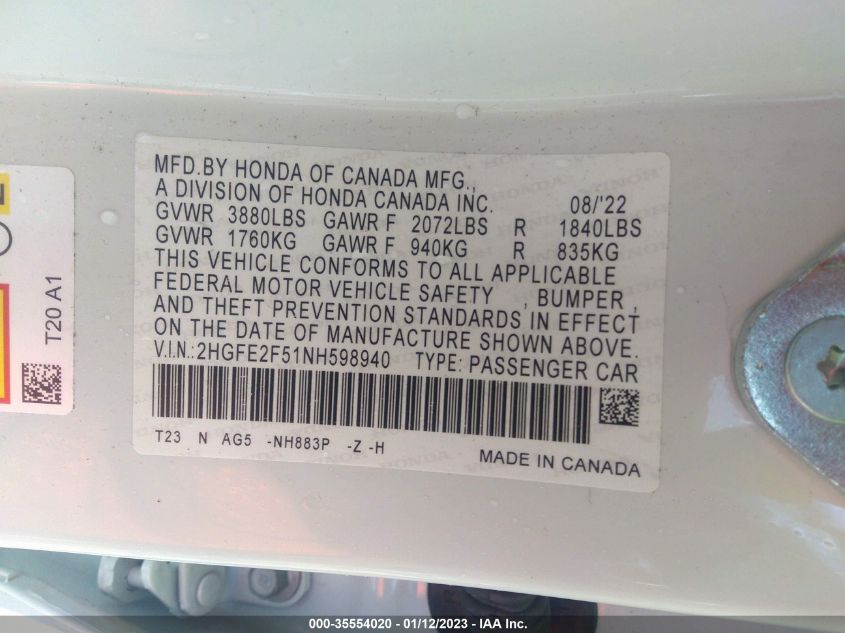 MFD.BY HONDA OF CANADA MFG.,
A DIVISION OF HONDA CANADA INC. 08/'22
GVWR 3880LBS GAWR F 2072LBS R 1840LBS
GVWR 1760KG GAWR F 940KG R 835KG
THIS VEHICLE CONFORMS TO ALL APPLICABLE
FEDERAL MOTOR VEHICLE SAFETY , BUMPER ,
AND THEFT PREVENTION STANDARDS IN EFFECT
ON THE DATE OF MANUFACTURE SHOWN ABOVE.
V.I.N.:2HGFE2F51NH598940 TYPE: PASSENGER CAR
T23 N AG5 -NH883P -Z -H
MADE IN CANADA
T20 A1
000-35554020 - 01/12/2023 - © IAA Inc.